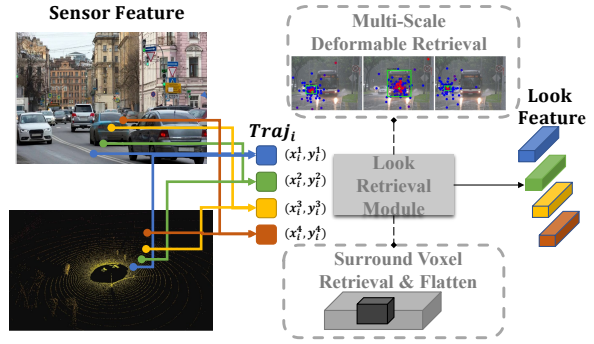 Sensor Feature
Multi-Scale
Deformable Retrieval
Traj_i
(x_i^1, y_i^1)
(x_i^2, y_i^2)
(x_i^3, y_i^3)
(x_i^4, y_i^4)
Look
Retrieval
Module
Look
Feature
Surround Voxel
Retrieval & Flatten